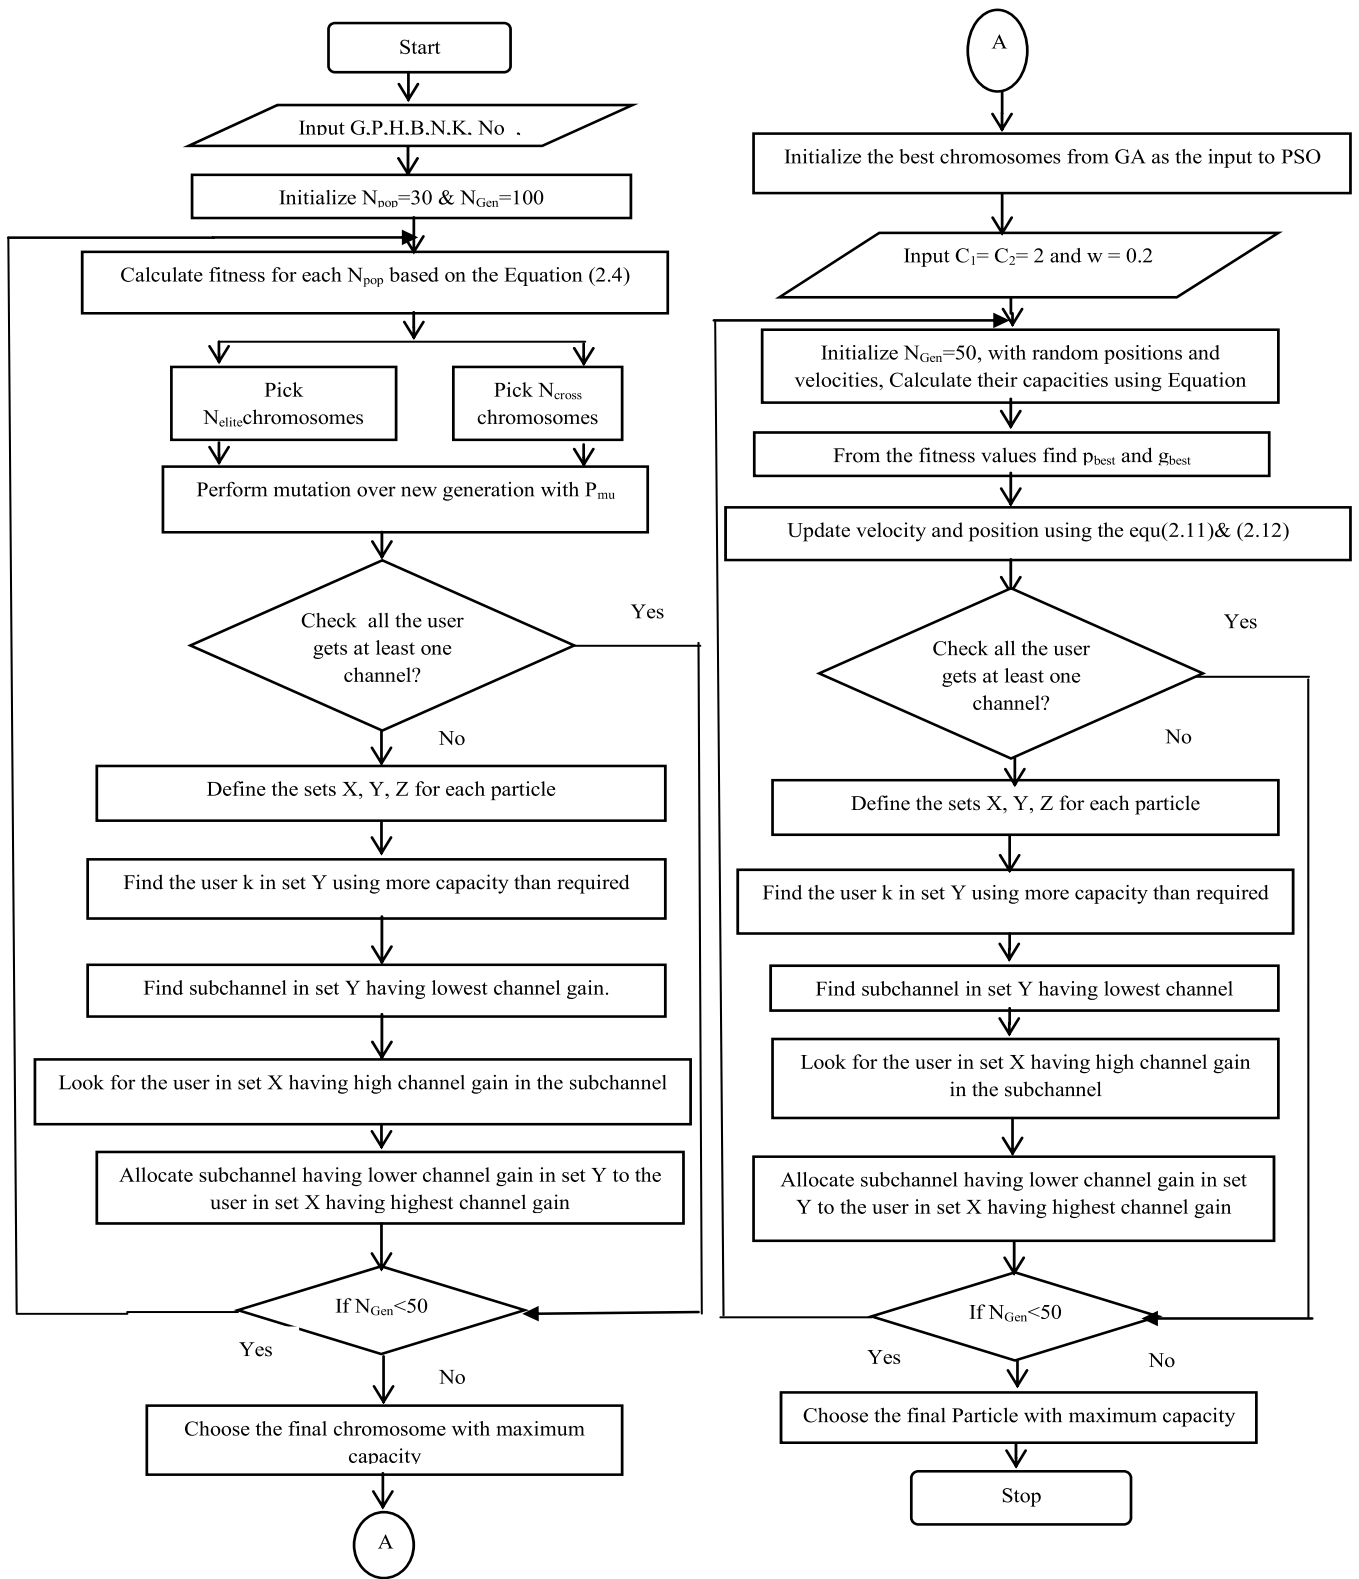 Start
Input G,P,H,B,N,K, No ,
Initialize Npop=30 & NGen=100
Calculate fitness for each Npop based on the Equation (2.4)
Pick
Nelitechromosomes
Pick Ncross
chromosomes
Perform mutation over new generation with Pmu
Check all the user
gets at least one
channel?
Yes
No
Define the sets X, Y, Z for each particle
Find the user k in set Y using more capacity than required
Find subchannel in set Y having lowest channel gain.
Look for the user in set X having high channel gain in the subchannel
Allocate subchannel having lower channel gain in set Y to the
user in set X having highest channel gain
If NGen<50
Yes
No
Choose the final chromosome with maximum
capacity
A
A
Initialize the best chromosomes from GA as the input to PSO
Input C1= C2= 2 and w = 0.2
Initialize NGen=50, with random positions and
velocities, Calculate their capacities using Equation
From the fitness values find pbest and gbest
Update velocity and position using the equ(2.11)& (2.12)
Check all the user
gets at least one
channel?
Yes
No
Define the sets X, Y, Z for each particle
Find the user k in set Y using more capacity than required
Find subchannel in set Y having lowest channel
Look for the user in set X having high channel gain
in the subchannel
Allocate subchannel having lower channel gain in set
Y to the user in set X having highest channel gain
If NGen<50
Yes
No
Choose the final Particle with maximum capacity
Stop